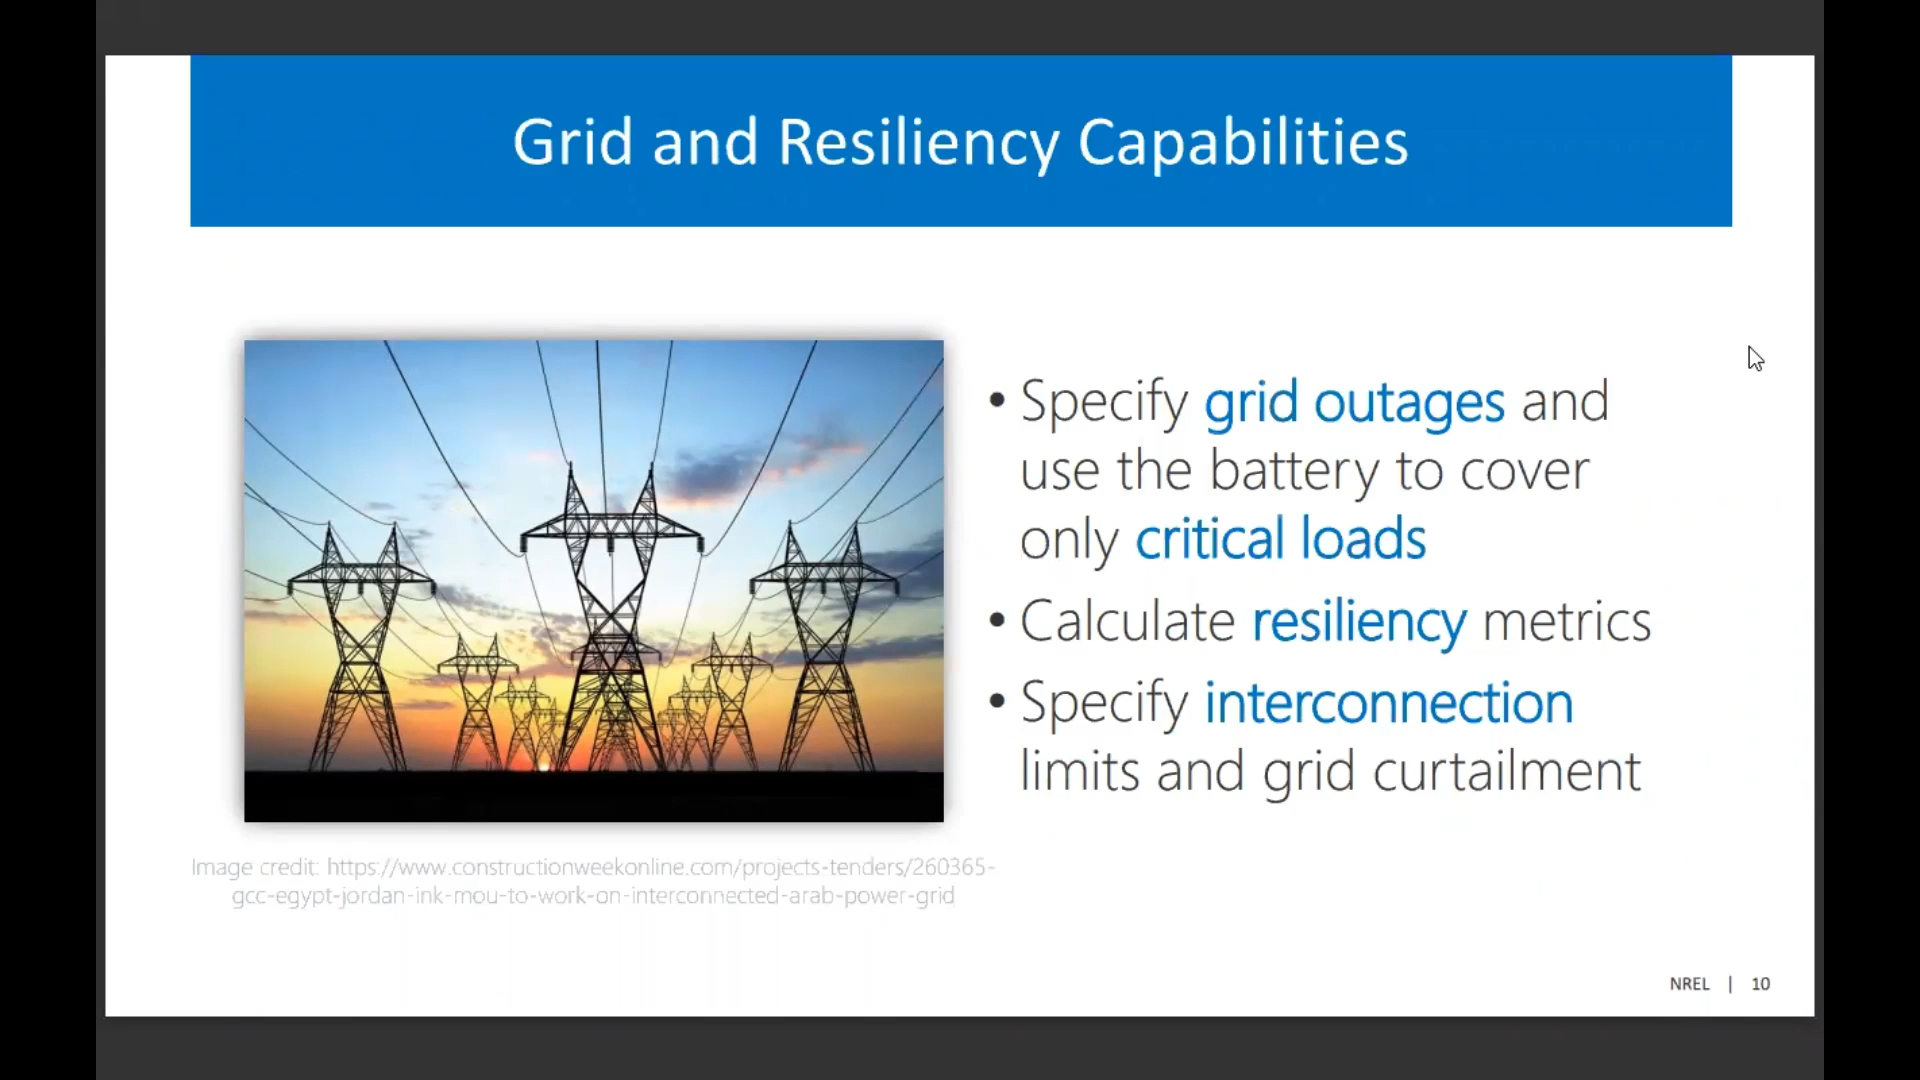 Grid and Resiliency Capabilities
• Specify grid outages and
use the battery to cover
only critical loads
• Calculate resiliency metrics
• Specify interconnection
limits and grid curtailment
Image credit: https://www.constructionweekonline.com/projects-tenders/260365-
gcc-egypt-jordan-ink-mou-to-work-on-interconnected-arab-power-grid
NREL | 10